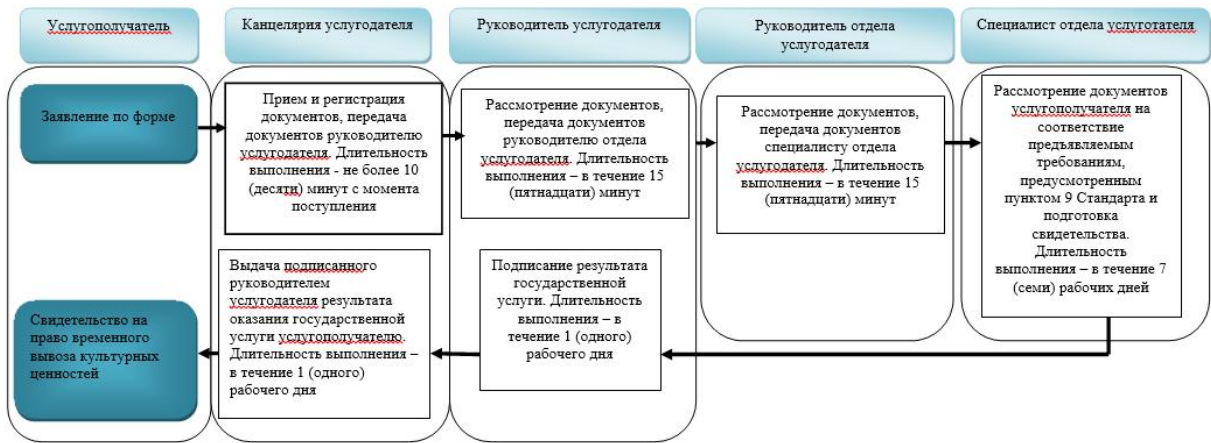 Услугополучатель
Канцелярия услугодателя
Руководитель услугодателя
Руководитель отдела
услугодателя
Специалист отдела услуготателя
Заявление по форме
Прием и регистрация
документов, передача
документов руководителю
услугодателя. Длительность
выполнения - не более 10
(десяти) минут с момента
поступления
Рассмотрение документов,
передача документов
руководителю отдела
услугодателя. Длительность
выполнения – в течение 15
(пятнадцати) минут
Рассмотрение документов,
передача документов
специалисту отдела
услугодателя. Длительность
выполнения – в течение 15
(пятнадцати) минут
Рассмотрение документов
услугополучателя на
соответствие
предъявляемым
требованиям,
предусмотренным
пунктом 9 Стандарта и
подготовка
свидетельства.
Длительность
выполнения – в течение 7
(семи) рабочих дней
Подписание результата
государственной
услуги. Длительность
выполнения – в
течение 1 (одного)
рабочего дня
Выдача подписанного
руководителем
услугодателя результата
оказания государственной
услуги услугополучателю.
Длительность выполнения –
в течение 1 (одного)
рабочего дня
Свидетельство на
право временного
вывоза культурных
ценностей